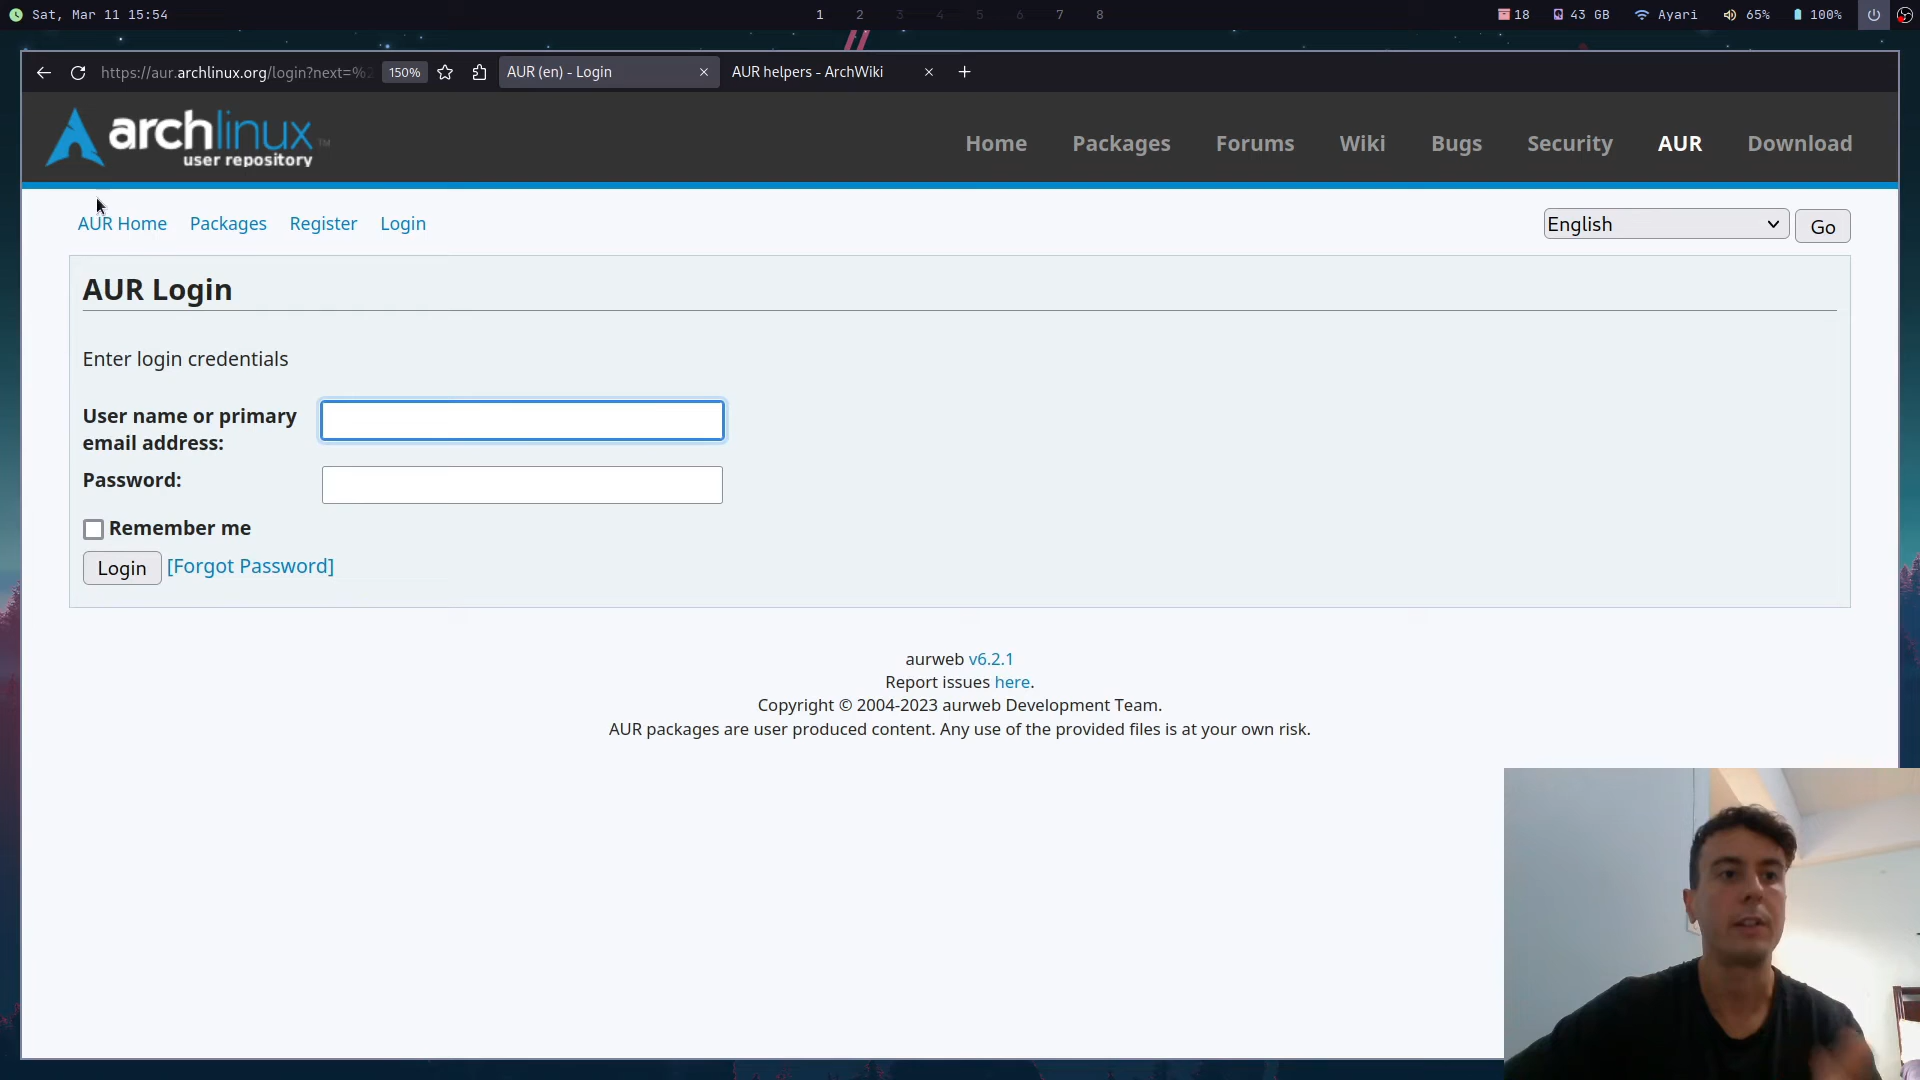 Sat, Mar 11 15:54
1 2 3 4 5 6 7 8
18 43 GB Ayari 65% 100%
https://aur.archlinux.org/login?next=%2 150% AUR (en) - Login AUR helpers - ArchWiki
archlinux TM
user repository
Home Packages Forums Wiki Bugs Security AUR Download
AUR Home Packages Register Login
English Go
AUR Login
Enter login credentials
User name or primary
email address:
Password:
Remember me
Login [Forgot Password]
aurweb v6.2.1
Report issues here.
Copyright © 2004-2023 aurweb Development Team.
AUR packages are user produced content. Any use of the provided files is at your own risk.